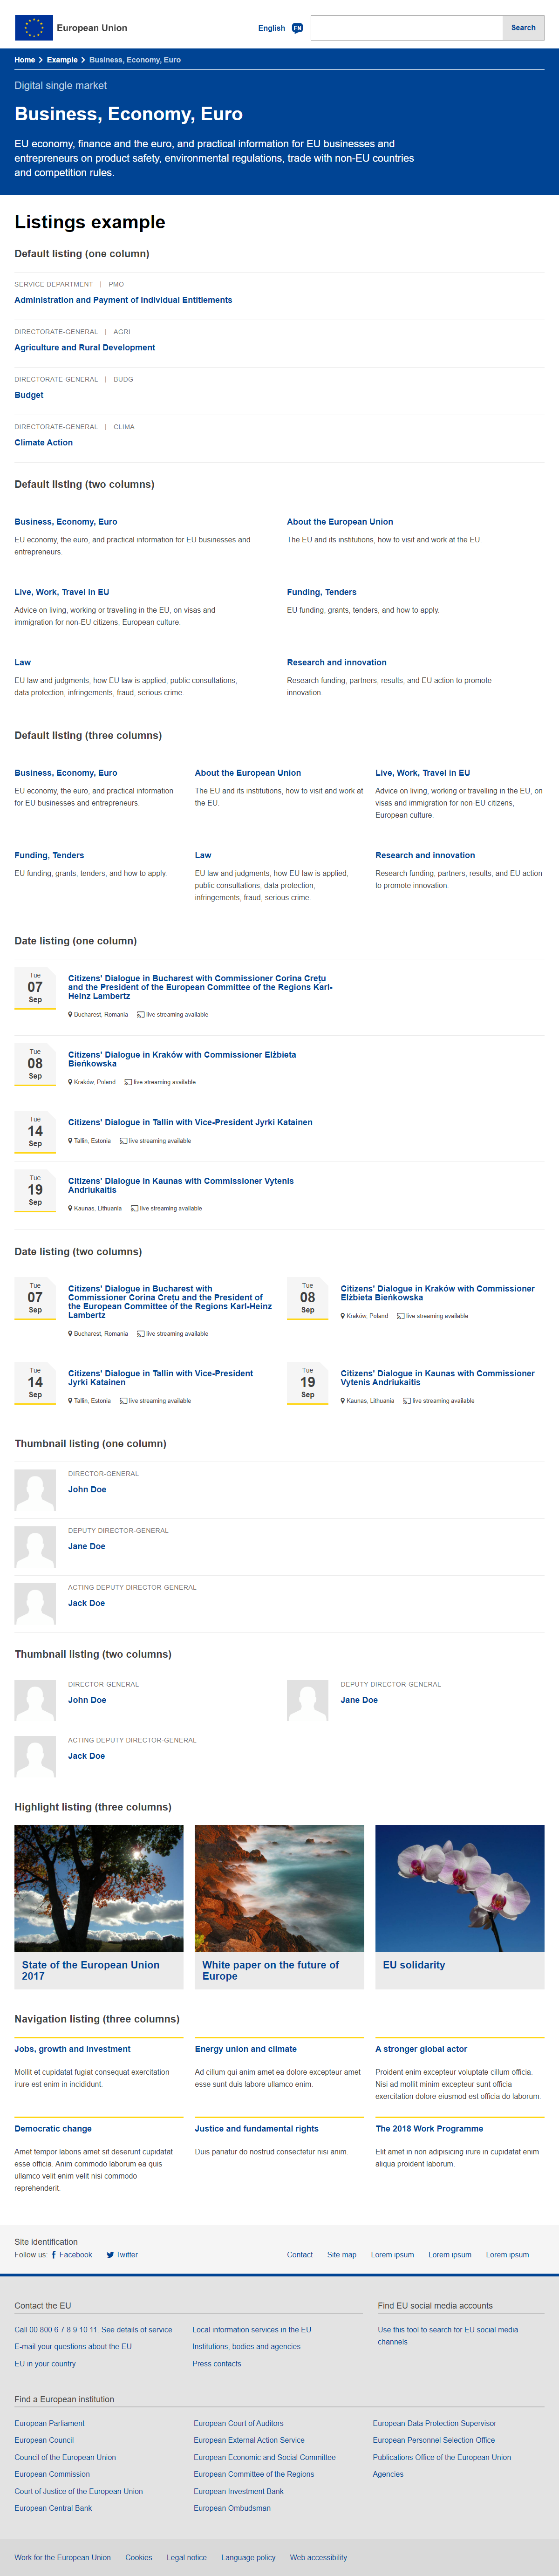 European Union
English EN Search
Home Example Business, Economy, Euro
Digital single market
Business, Economy, Euro
EU economy, finance and the euro, and practical information for EU businesses and
entrepreneurs on product safety, environmental regulations, trade with non-EU countries
and competition rules.
Listings example
Default listing (one column)
SERVICE DEPARTMENT | PMO
Administration and Payment of Individual Entitlements
DIRECTORATE-GENERAL | AGRI
Agriculture and Rural Development
DIRECTORATE-GENERAL | BUDG
Budget
DIRECTORATE-GENERAL | CLIMA
Climate Action
Default listing (two columns)
Business, Economy, Euro
EU economy, the euro, and practical information for EU businesses and
entrepreneurs.
About the European Union
The EU and its institutions, how to visit and work at the EU.
Live, Work, Travel in EU
Advice on living, working or travelling in the EU, on visas and
immigration for non-EU citizens, European culture.
Funding, Tenders
EU funding, grants, tenders, and how to apply.
Law
EU law and judgments, how EU law is applied, public consultations,
data protection, infringements, fraud, serious crime.
Research and innovation
Research funding, partners, results, and EU action to promote
innovation.
Default listing (three columns)
Business, Economy, Euro
EU economy, the euro, and practical information
for EU businesses and entrepreneurs.
About the European Union
The EU and its institutions, how to visit and work at
the EU.
Live, Work, Travel in EU
Advice on living, working or travelling in the EU, on
visas and immigration for non-EU citizens,
European culture.
Funding, Tenders
EU funding, grants, tenders, and how to apply.
Law
EU law and judgments, how EU law is applied,
public consultations, data protection,
infringements, fraud, serious crime.
Research and innovation
Research funding, partners, results, and EU action
to promote innovation.
Date listing (one column)
Tue
07
Sep
Citizens' Dialogue in Bucharest with Commissioner Corina Crețu
and the President of the European Committee of the Regions Karl-
Heinz Lambertz
Bucharest, Romania live streaming available
Tue
08
Sep
Citizens' Dialogue in Kraków with Commissioner Elżbieta
Bieńkowska
Kraków, Poland live streaming available
Tue
14
Sep
Citizens' Dialogue in Tallin with Vice-President Jyrki Katainen
Tallin, Estonia live streaming available
Tue
19
Sep
Citizens' Dialogue in Kaunas with Commissioner Vytenis
Andriukaitis
Kaunas, Lithuania live streaming available
Date listing (two columns)
Tue
07
Sep
Citizens' Dialogue in Bucharest with
Commissioner Corina Crețu and the President of
the European Committee of the Regions Karl-Heinz
Lambertz
Bucharest, Romania live streaming available
Tue
08
Sep
Citizens' Dialogue in Kraków with Commissioner
Elżbieta Bieńkowska
Kraków, Poland live streaming available
Tue
14
Sep
Citizens' Dialogue in Tallin with Vice-President
Jyrki Katainen
Tallin, Estonia live streaming available
Tue
19
Sep
Citizens' Dialogue in Kaunas with Commissioner
Vytenis Andriukaitis
Kaunas, Lithuania live streaming available
Thumbnail listing (one column)
DIRECTOR-GENERAL
John Doe
DEPUTY DIRECTOR-GENERAL
Jane Doe
ACTING DEPUTY DIRECTOR-GENERAL
Jack Doe
Thumbnail listing (two columns)
DIRECTOR-GENERAL
John Doe
DEPUTY DIRECTOR-GENERAL
Jane Doe
ACTING DEPUTY DIRECTOR-GENERAL
Jack Doe
Highlight listing (three columns)
State of the European Union
2017
White paper on the future of
Europe
EU solidarity
Navigation listing (three columns)
Jobs, growth and investment
Mollit et cupidatat fugiat consequat exercitation
irure est enim in incididunt.
Energy union and climate
Ad cillum qui anim amet ea dolore excepteur amet
esse sunt duis labore ullamco enim.
A stronger global actor
Proident enim excepteur voluptate cillum officia.
Nisi ad mollit minim excepteur sunt officia
exercitation dolore eiusmod est officia do laborum.
Democratic change
Amet tempor laboris amet sit deserunt cupidatat
esse officia. Anim commodo laborum ea quis
ullamco velit enim velit nisi commodo
reprehenderit.
Justice and fundamental rights
Duis pariatur do nostrud consectetur nisi anim.
The 2018 Work Programme
Elit amet in non adipisicing irure in cupidatat enim
aliqua proident laborum.
Site identification
Follow us: Facebook Twitter
Contact Site map Lorem ipsum Lorem ipsum Lorem ipsum
Contact the EU
Call 00 800 6 7 8 9 10 11. See details of service
E-mail your questions about the EU
EU in your country
Local information services in the EU
Institutions, bodies and agencies
Press contacts
Find EU social media accounts
Use this tool to search for EU social media
channels
Find a European institution
European Parliament
European Council
Council of the European Union
European Commission
Court of Justice of the European Union
European Central Bank
European Court of Auditors
European External Action Service
European Economic and Social Committee
European Committee of the Regions
European Investment Bank
European Ombudsman
European Data Protection Supervisor
European Personnel Selection Office
Publications Office of the European Union
Agencies
Work for the European Union Cookies Legal notice Language policy Web accessibility